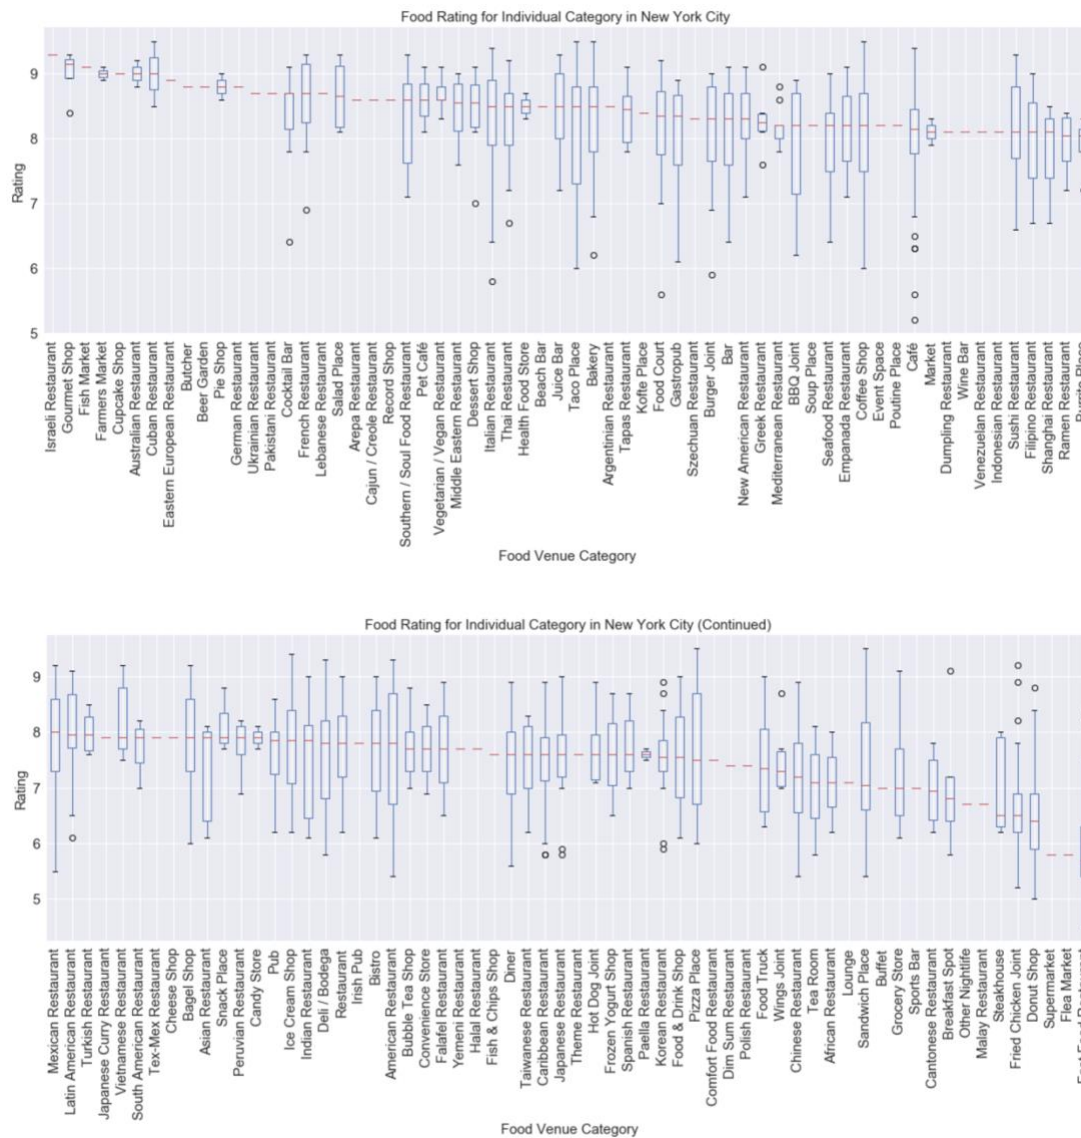 Food Rating for Individual Category in New York City
9
8
7
6
5
Rating
Israeli Restaurant
Gourmet Shop
Fish Market
Farmers Market
Cupcake Shop
Australian Restaurant
Cuban Restaurant
Eastern European Restaurant
Butcher
Beer Garden
Pie Shop
German Restaurant
Ukrainian Restaurant
Pakistani Restaurant
Cocktail Bar
French Restaurant
Lebanese Restaurant
Salad Place
Arepa Restaurant
Cajun / Creole Restaurant
Record Shop
Southern / Soul Food Restaurant
Pet Café
Vegetarian / Vegan Restaurant
Middle Eastern Restaurant
Dessert Shop
Italian Restaurant
Thai Restaurant
Health Food Store
Beach Bar
Juice Bar
Taco Place
Bakery
Argentinian Restaurant
Tapas Restaurant
Kofte Place
Food Court
Gastropub
Szechuan Restaurant
Burger Joint
Bar
New American Restaurant
Greek Restaurant
Mediterranean Restaurant
BBQ Joint
Soup Place
Seafood Restaurant
Empanada Restaurant
Coffee Shop
Event Space
Poutine Place
Café
Market
Dumpling Restaurant
Wine Bar
Venezuelan Restaurant
Indonesian Restaurant
Sushi Restaurant
Filipino Restaurant
Shanghai Restaurant
Ramen Restaurant
Food Venue Category
Food Rating for Individual Category in New York City (Continued)
9
8
7
6
5
Rating
Mexican Restaurant
Latin American Restaurant
Turkish Restaurant
Japanese Curry Restaurant
Vietnamese Restaurant
South American Restaurant
Tex-Mex Restaurant
Cheese Shop
Bagel Shop
Asian Restaurant
Snack Place
Peruvian Restaurant
Candy Store
Pub
Ice Cream Shop
Indian Restaurant
Deli / Bodega
Restaurant
Irish Pub
Bistro
American Restaurant
Bubble Tea Shop
Convenience Store
Falafel Restaurant
Yemeni Restaurant
Halal Restaurant
Fish & Chips Shop
Diner
Taiwanese Restaurant
Caribbean Restaurant
Japanese Restaurant
Theme Restaurant
Hot Dog Joint
Frozen Yogurt Shop
Spanish Restaurant
Paella Restaurant
Korean Restaurant
Food & Drink Shop
Pizza Place
Comfort Food Restaurant
Dim Sum Restaurant
Polish Restaurant
Food Truck
Wings Joint
Chinese Restaurant
Tea Room
African Restaurant
Lounge
Sandwich Place
Buffet
Grocery Store
Sports Bar
Cantonese Restaurant
Breakfast Spot
Other Nightlife
Malay Restaurant
Steakhouse
Fried Chicken Joint
Donut Shop
Supermarket
Flea Market
Food Venue Category